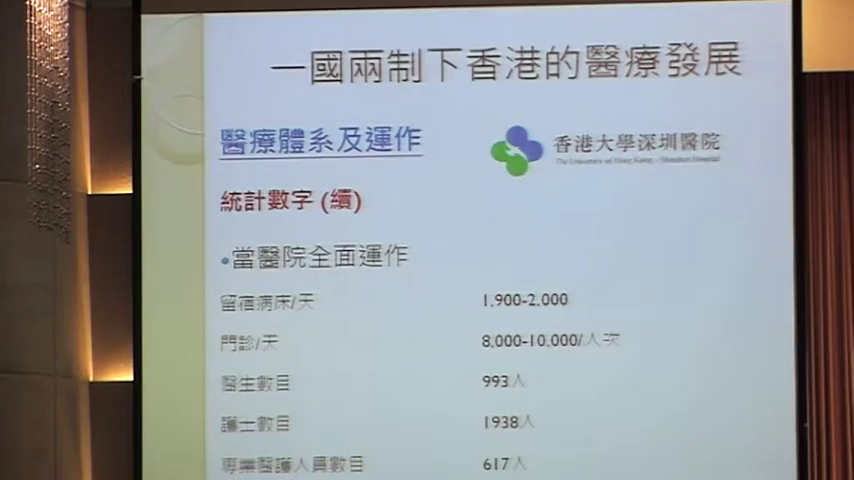 一國兩制下香港的醫療發展
醫療體系及運作
香港大學深圳醫院
The University of Hong Kong - Shenzhen Hospital
統計數字 (續)
•當醫院全面運作
留宿病床/天 1,900-2,000
門診/天 8,000-10,000/人次
醫生數目 993人
護士數目 1938人
專業醫護人員數目 617人